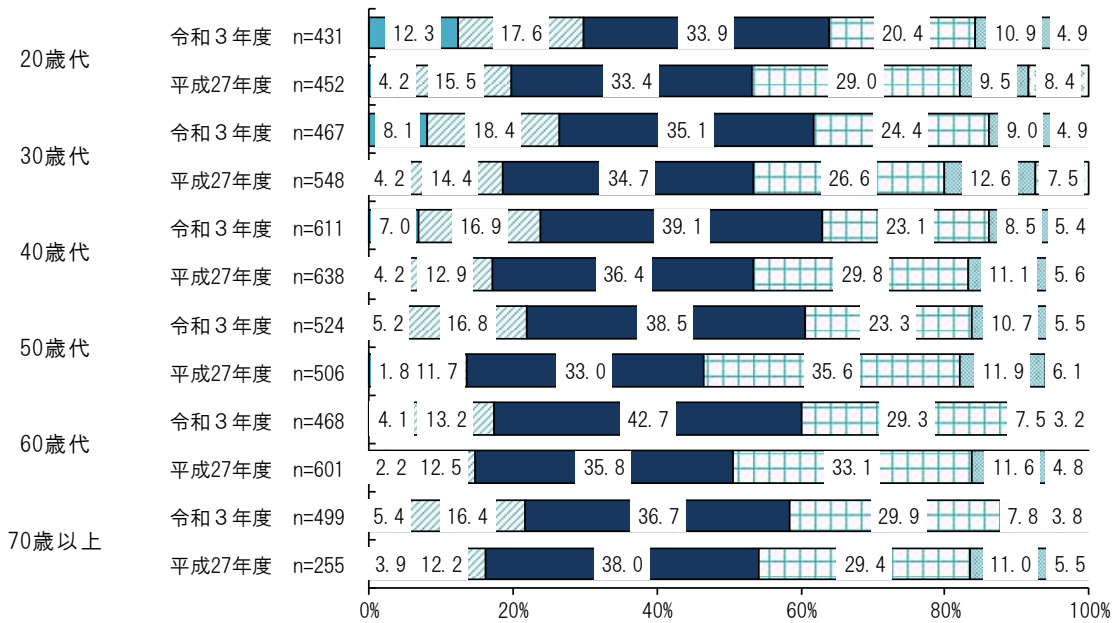 20歳代
令和３年度 n=431 12.3 17.6 33.9 20.4 10.9 4.9
平成27年度 n=452 4.2 15.5 33.4 29.0 9.5 8.4
30歳代
令和３年度 n=467 8.1 18.4 35.1 24.4 9.0 4.9
平成27年度 n=548 4.2 14.4 34.7 26.6 12.6 7.5
40歳代
令和３年度 n=611 7.0 16.9 39.1 23.1 8.5 5.4
平成27年度 n=638 4.2 12.9 36.4 29.8 11.1 5.6
50歳代
令和３年度 n=524 5.2 16.8 38.5 23.3 10.7 5.5
平成27年度 n=506 1.8 11.7 33.0 35.6 11.9 6.1
60歳代
令和３年度 n=468 4.1 13.2 42.7 29.3 7.5 3.2
平成27年度 n=601 2.2 12.5 35.8 33.1 11.6 4.8
70歳以上
令和３年度 n=499 5.4 16.4 36.7 29.9 7.8 3.8
平成27年度 n=255 3.9 12.2 38.0 29.4 11.0 5.5
0% 20% 40% 60% 80% 100%